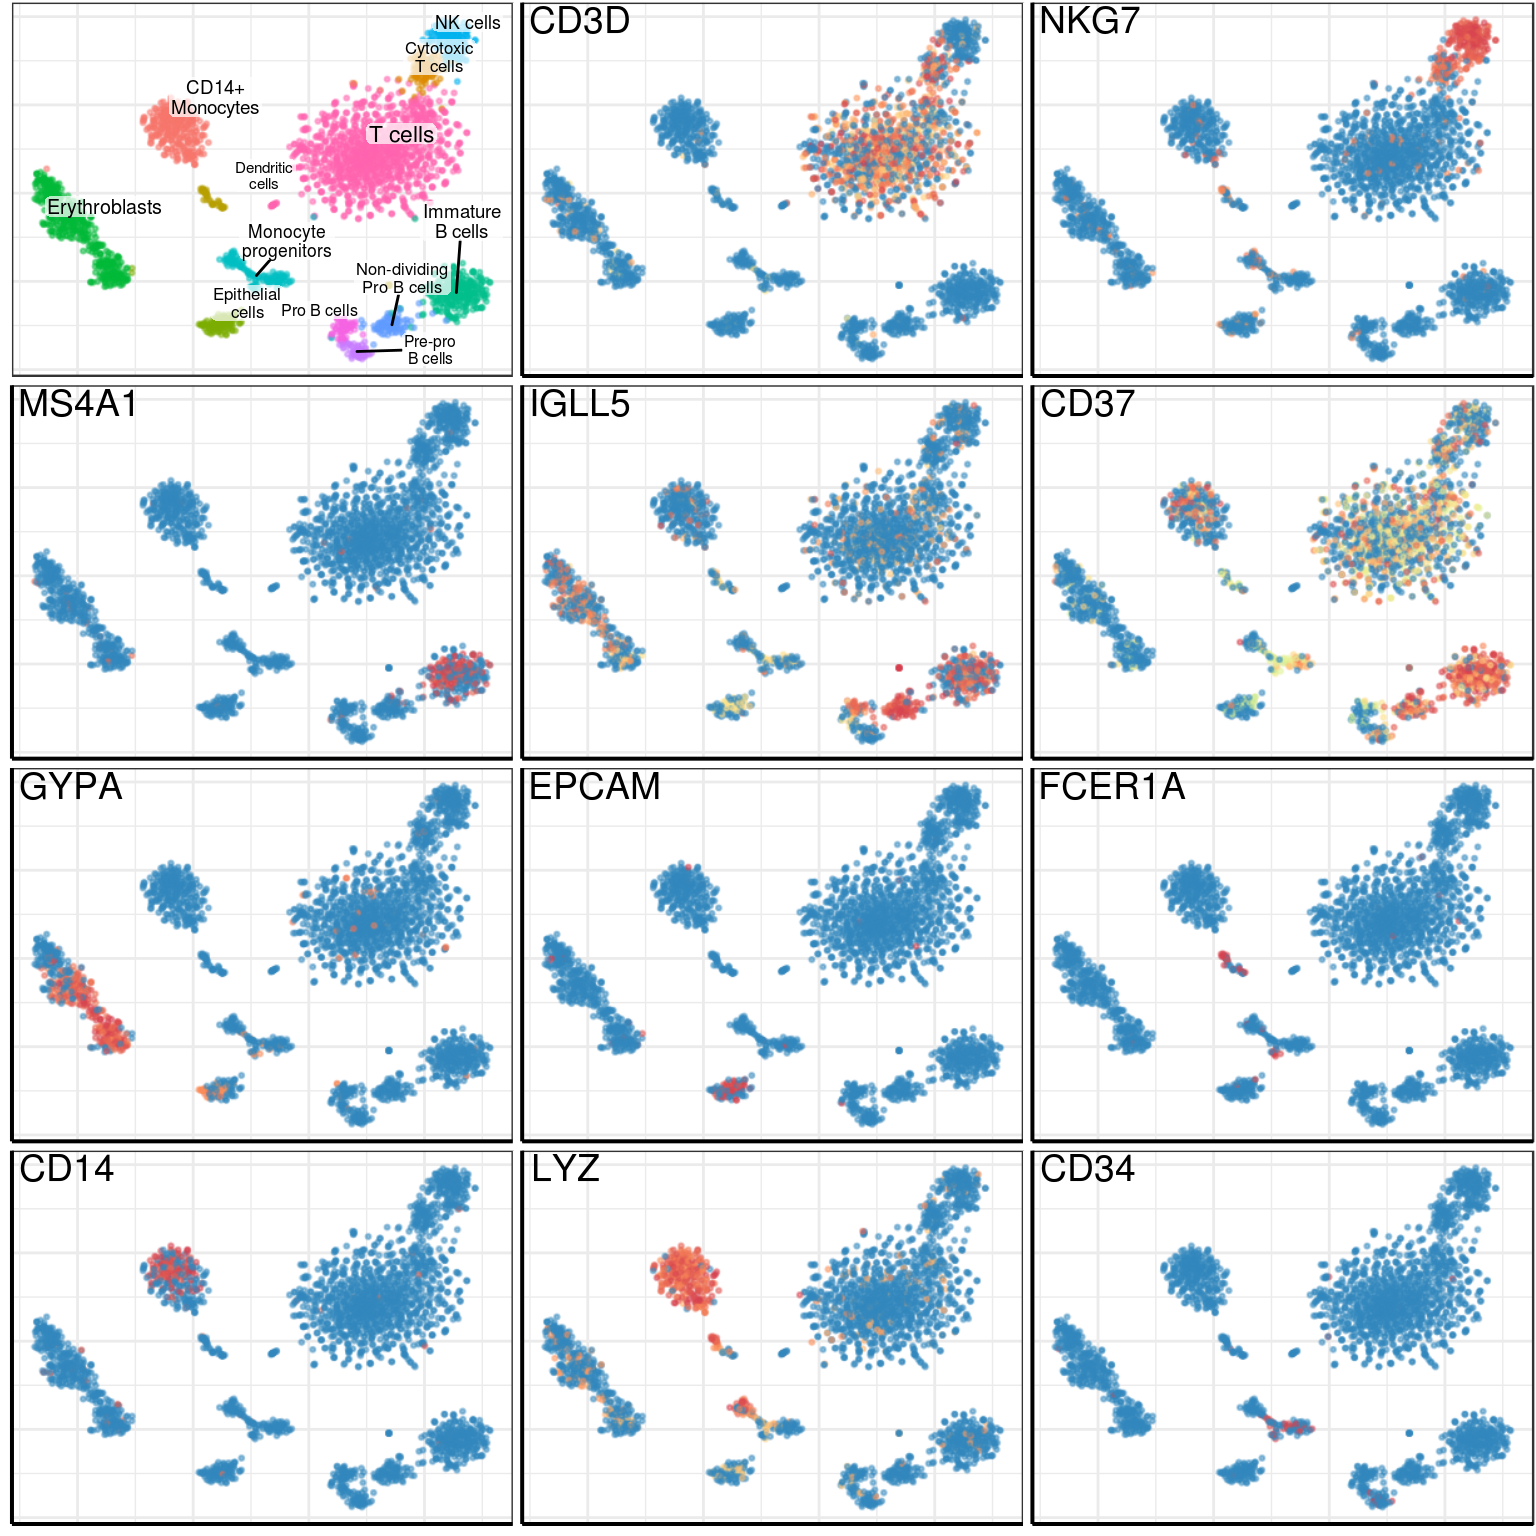 NK cells
Cytotoxic
T cells
CD14+
Monocytes
T cells
Dendritic
cells
Erythroblasts
Immature
B cells
Monocyte
progenitors
Non-dividing
Pro B cells
Epithelial
cells
Pro B cells
Pre-pro
B cells
CD3D
NKG7
MS4A1
IGLL5
CD37
GYPA
EPCAM
FCER1A
CD14
LYZ
CD34